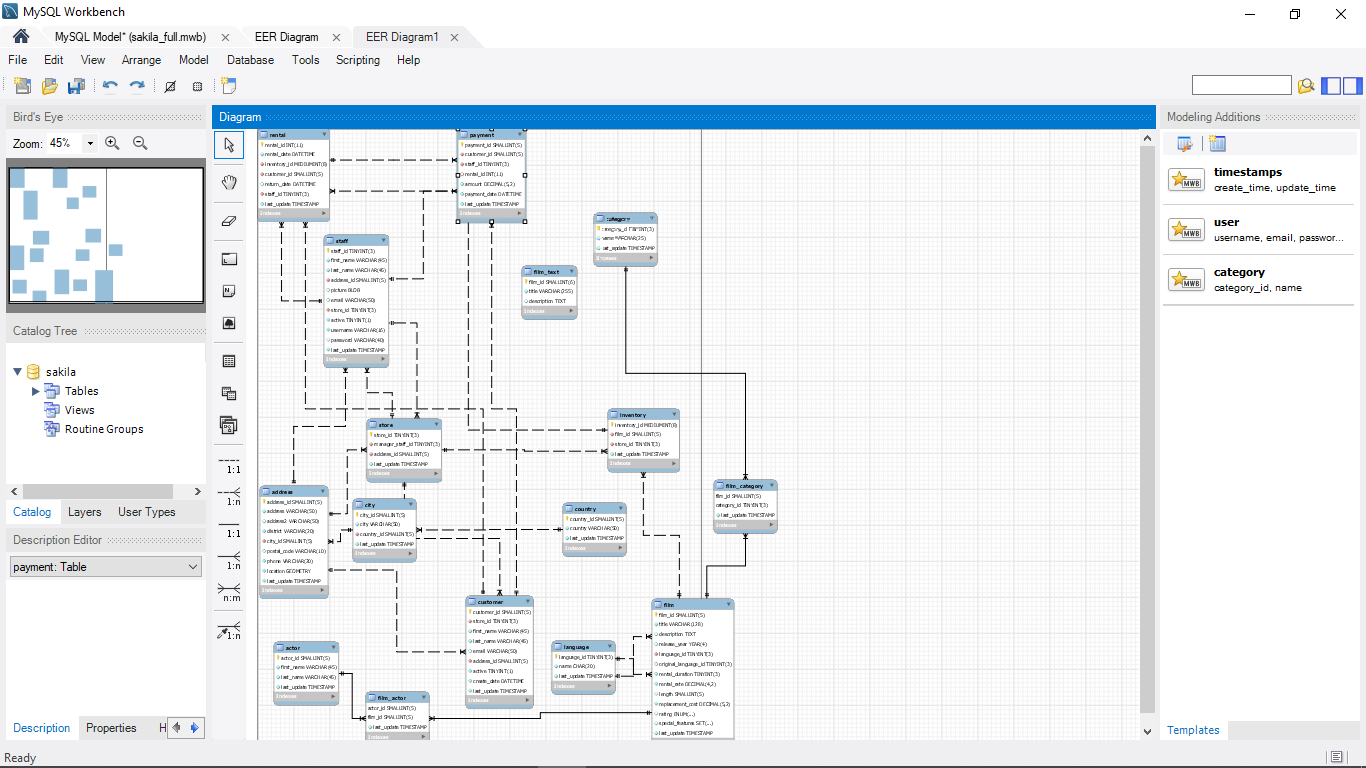 MySQL Workbench
MySQL Model* (sakila_full.mwb)
EER Diagram
EER Diagram1
File Edit View Arrange Model Database Tools Scripting Help
Bird's Eye
Zoom: 45%
Catalog Tree
sakila
Tables
Views
Routine Groups
Catalog Layers User Types
Description Editor
payment: Table
Description Properties H
Ready
Diagram
1:1
1:n
1:1
1:n
n:m
1:n
rental
rental_id INT(11)
rental_date DATETIME
inventory_id MEDIUMINT(8)
customer_id SMALLINT(5)
return_date DATETIME
staff_id TINYINT(3)
last_update TIMESTAMP
Indexes
payment
payment_id SMALLINT(5)
customer_id SMALLINT(5)
staff_id TINYINT(3)
rental_id INT(11)
amount DECIMAL(5,2)
payment_date DATETIME
last_update TIMESTAMP
Indexes
category
category_id TINYINT(3)
name VARCHAR(25)
last_update TIMESTAMP
Indexes
staff
staff_id TINYINT(3)
first_name VARCHAR(45)
last_name VARCHAR(45)
address_id SMALLINT(5)
picture BLOB
email VARCHAR(50)
store_id TINYINT(3)
active TINYINT(1)
username VARCHAR(16)
password VARCHAR(40)
last_update TIMESTAMP
Indexes
film_text
film_id SMALLINT(6)
title VARCHAR(255)
description TEXT
Indexes
store
store_id TINYINT(3)
manager_staff_id TINYINT(3)
address_id SMALLINT(5)
last_update TIMESTAMP
Indexes
inventory
inventory_id MEDIUMINT(8)
film_id SMALLINT(5)
store_id TINYINT(3)
last_update TIMESTAMP
Indexes
film_category
film_id SMALLINT(5)
category_id TINYINT(3)
last_update TIMESTAMP
Indexes
address
address_id SMALLINT(5)
address VARCHAR(50)
address2 VARCHAR(50)
district VARCHAR(20)
city_id SMALLINT(5)
postal_code VARCHAR(10)
phone VARCHAR(20)
location GEOMETRY
last_update TIMESTAMP
Indexes
city
city_id SMALLINT(5)
city VARCHAR(50)
country_id SMALLINT(5)
last_update TIMESTAMP
Indexes
country
country_id SMALLINT(5)
country VARCHAR(50)
last_update TIMESTAMP
Indexes
customer
customer_id SMALLINT(5)
store_id TINYINT(3)
first_name VARCHAR(45)
last_name VARCHAR(45)
email VARCHAR(50)
address_id SMALLINT(5)
active TINYINT(1)
create_date DATETIME
last_update TIMESTAMP
Indexes
film
film_id SMALLINT(5)
title VARCHAR(128)
description TEXT
release_year YEAR(4)
language_id TINYINT(3)
original_language_id TINYINT(3)
rental_duration TINYINT(3)
rental_rate DECIMAL(4,2)
length SMALLINT(5)
replacement_cost DECIMAL(5,2)
rating ENUM(...)
special_features SET(...)
last_update TIMESTAMP
actor
actor_id SMALLINT(5)
first_name VARCHAR(45)
last_name VARCHAR(45)
last_update TIMESTAMP
Indexes
language
language_id TINYINT(3)
name CHAR(20)
last_update TIMESTAMP
Indexes
film_actor
actor_id SMALLINT(5)
film_id SMALLINT(5)
last_update TIMESTAMP
Indexes
Modeling Additions
timestamps
create_time, update_time
user
username, email, passwor...
category
category_id, name
MWB
MWB
MWB
Templates